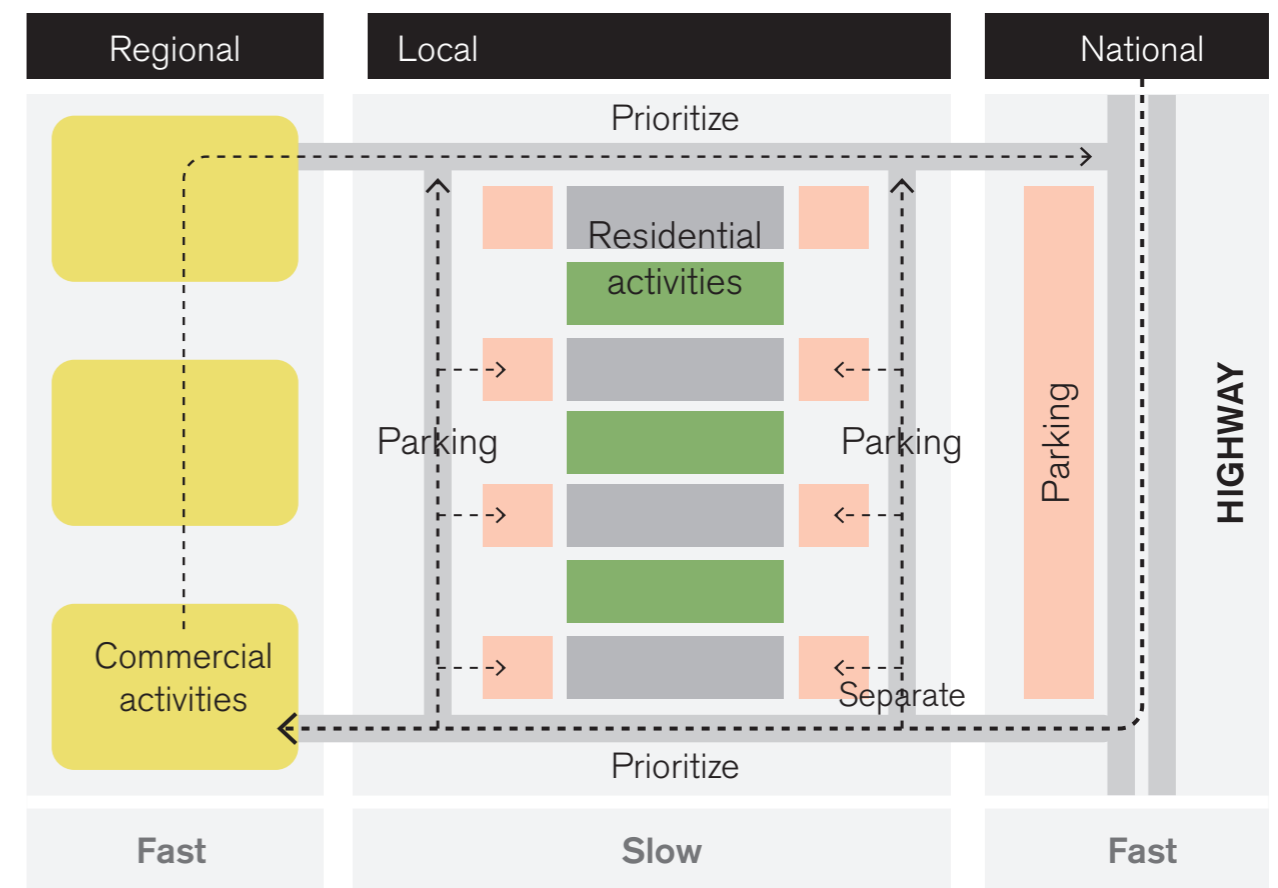 Regional
Local
National
Prioritize
Residential
activities
Parking
Parking
Parking
HIGHWAY
Commercial
activities
Separate
Prioritize
Fast
Slow
Fast